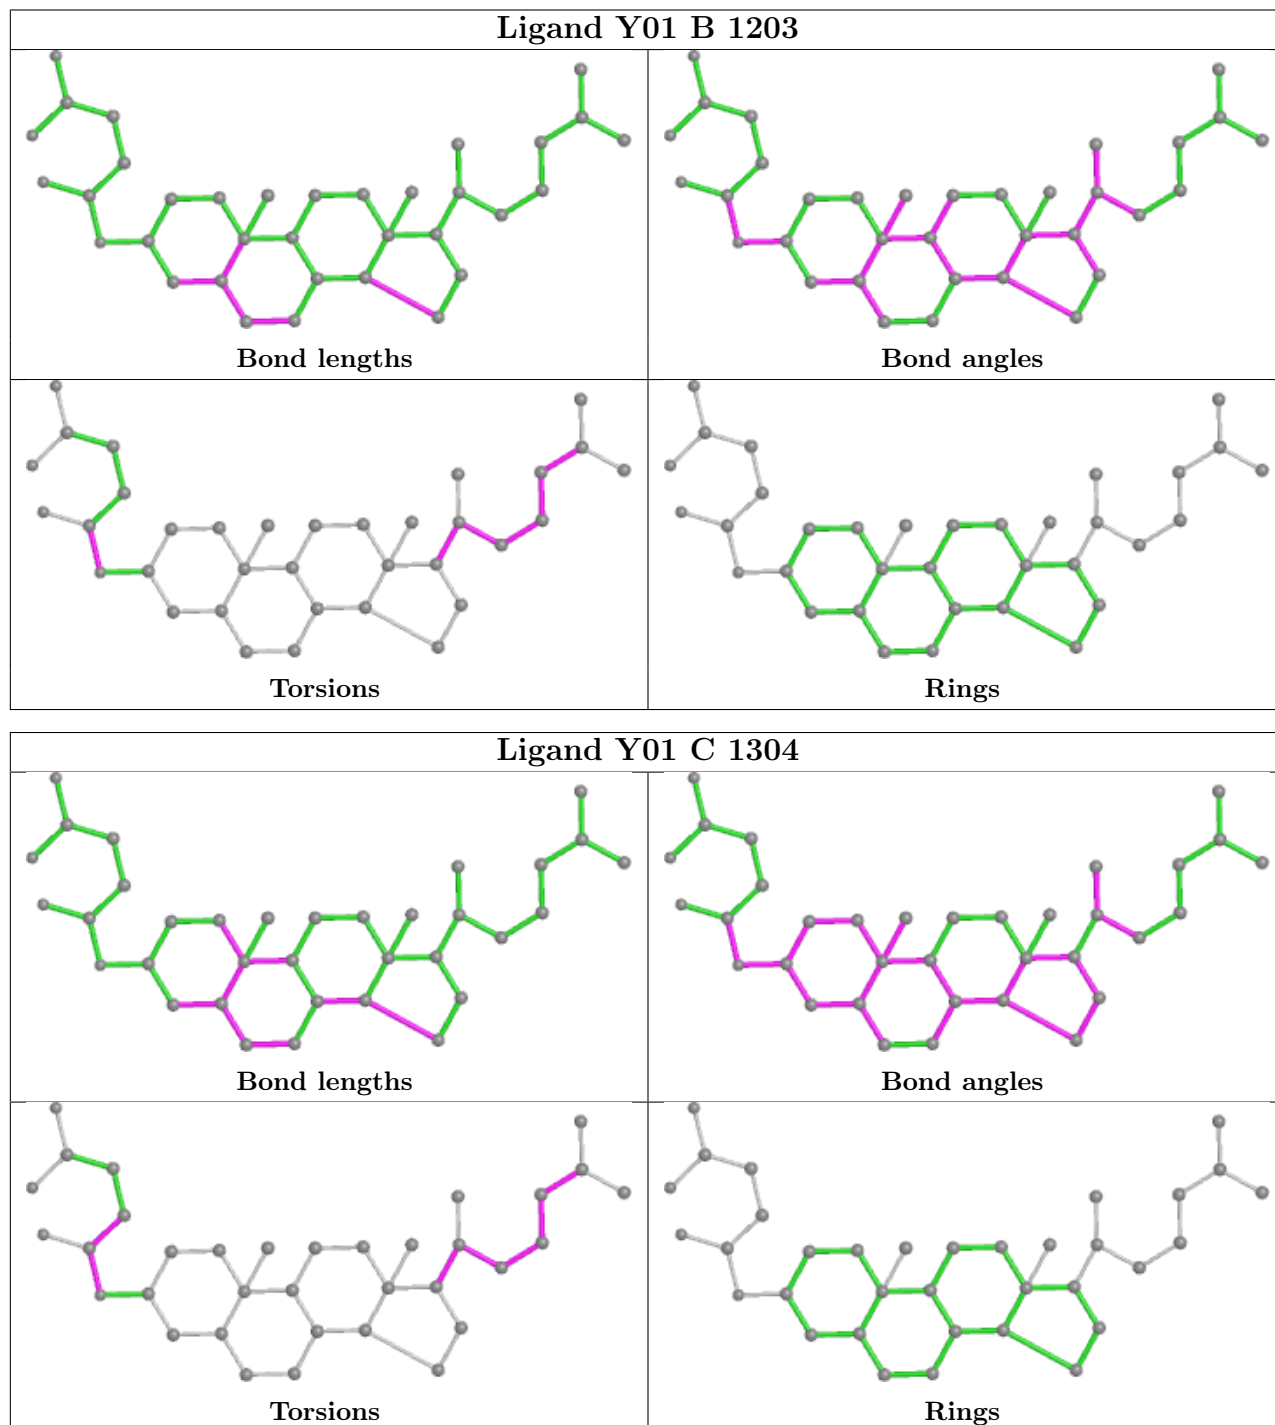 Ligand Y01 B 1203
Bond lengths
Bond angles
Torsions
Rings
Ligand Y01 C 1304
Bond lengths
Bond angles
Torsions
Rings